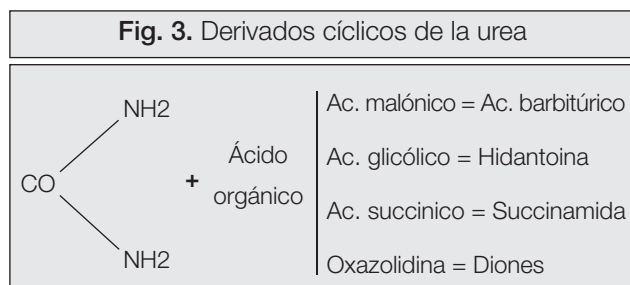 Fig. 3. Derivados cíclicos de la urea
NH2
CO
NH2
+
Ácido
orgánico
Ac. malónico = Ac. barbitúrico
Ac. glicólico = Hidantoina
Ac. succinico = Succinamida
Oxazolidina = Diones